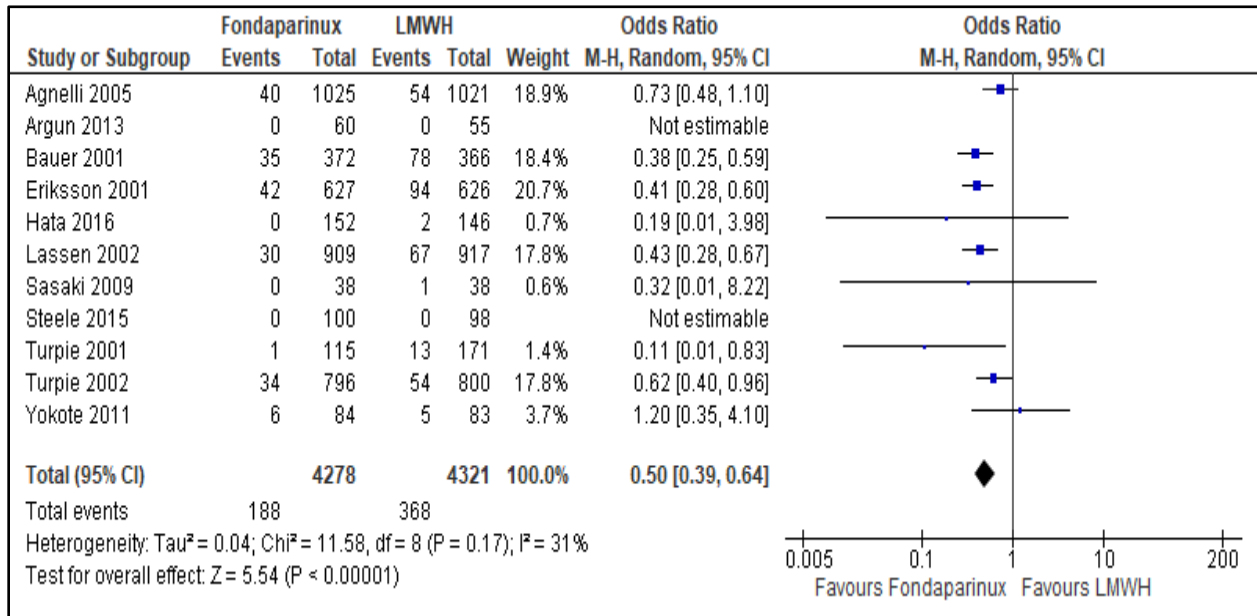 Fondaparinux LMWH Odds Ratio Odds Ratio
Study or Subgroup Events Total Events Total Weight M-H, Random, 95% CI M-H, Random, 95% CI
Agnelli 2005 40 1025 54 1021 18.9% 0.73 [0.48, 1.10]
Argun 2013 0 60 0 55 Not estimable
Bauer 2001 35 372 78 366 18.4% 0.38 [0.25, 0.59]
Eriksson 2001 42 627 94 626 20.7% 0.41 [0.28, 0.60]
Hata 2016 0 152 2 146 0.7% 0.19 [0.01, 3.98]
Lassen 2002 30 909 67 917 17.8% 0.43 [0.28, 0.67]
Sasaki 2009 0 38 1 38 0.6% 0.32 [0.01, 8.22]
Steele 2015 0 100 0 98 Not estimable
Turpie 2001 1 115 13 171 1.4% 0.11 [0.01, 0.83]
Turpie 2002 34 796 54 800 17.8% 0.62 [0.40, 0.96]
Yokote 2011 6 84 5 83 3.7% 1.20 [0.35, 4.10]
Total (95% CI) 4278 4321 100.0% 0.50 [0.39, 0.64]
Total events 188 368
Heterogeneity: Tau² = 0.04; Chi² = 11.58, df = 8 (P = 0.17); I² = 31%
Test for overall effect: Z = 5.54 (P < 0.00001)
0.005 0.1 1 10 200
Favours Fondaparinux Favours LMWH